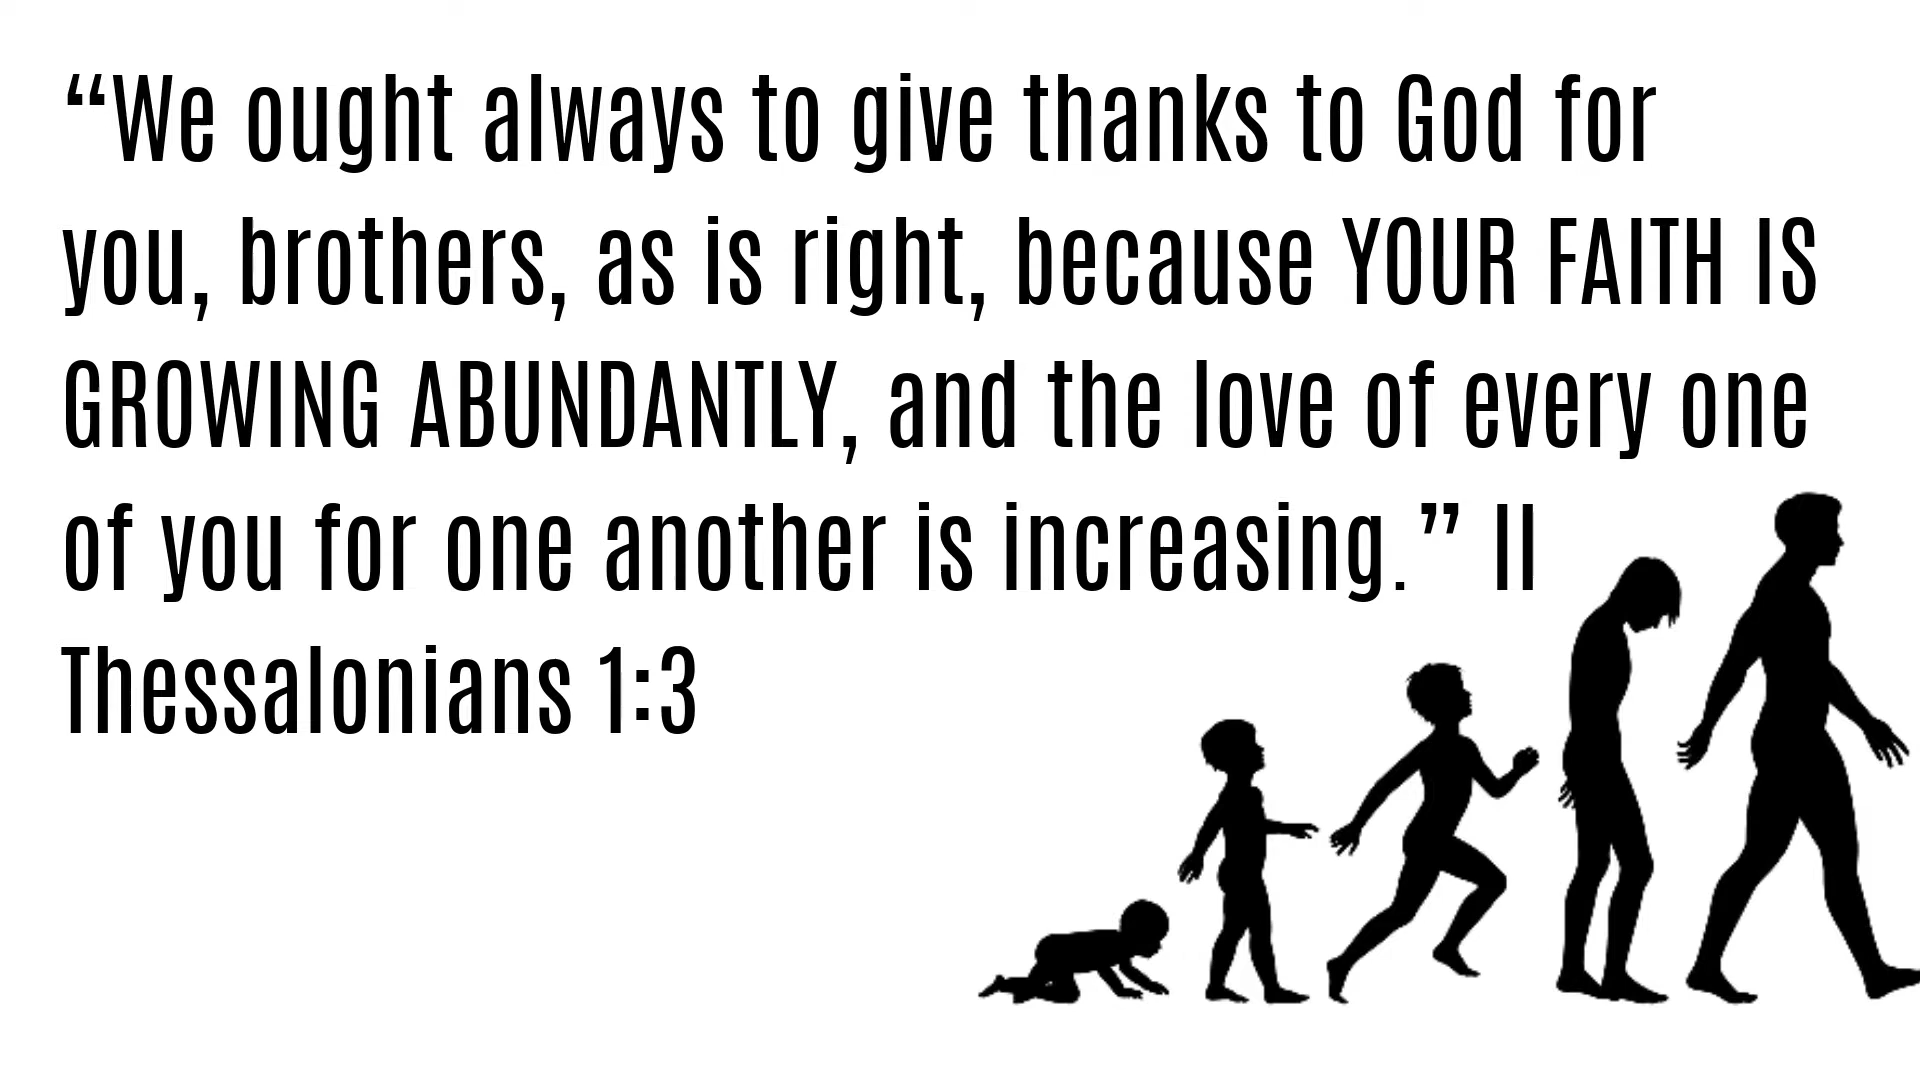 “We ought always to give thanks to God for
you, brothers, as is right, because YOUR FAITH IS
GROWING ABUNDANTLY, and the love of every one
of you for one another is increasing.” II
Thessalonians 1:3